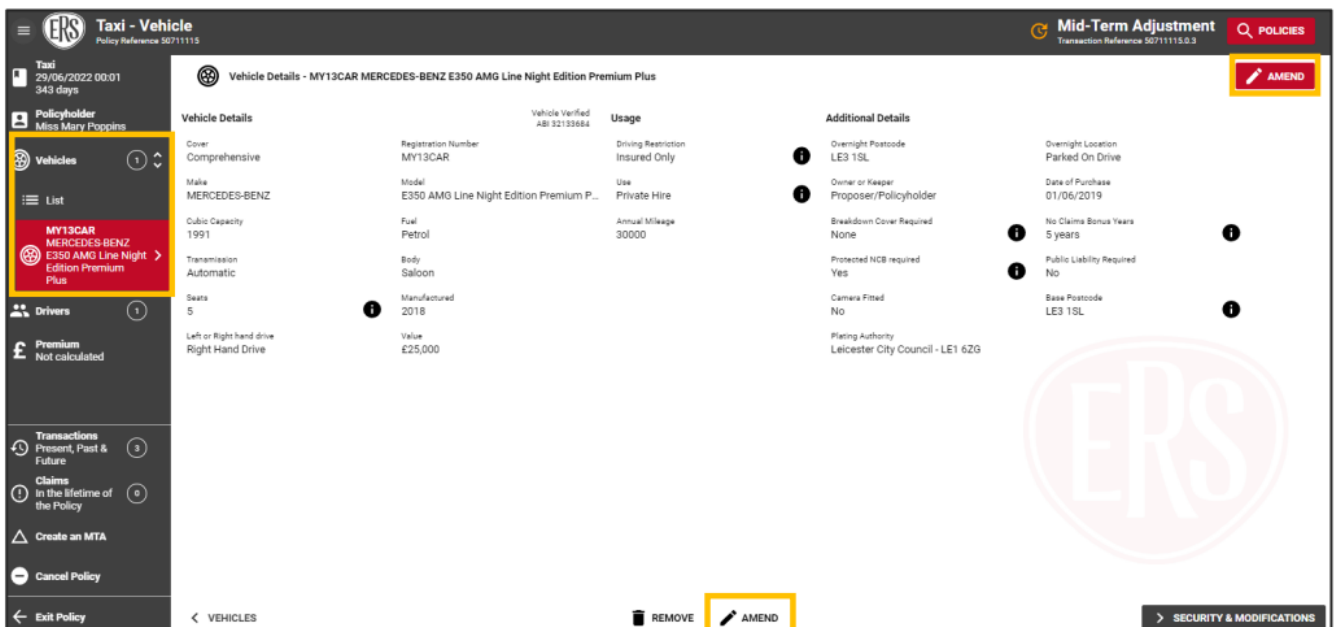 ERS
Taxi - Vehicle
Policy Reference 50711115
Mid-Term Adjustment
Transaction Reference 50711115.0.3
POLICIES
Taxi
29/06/2022 00:01
343 days
Policyholder
Miss Mary Poppins
Vehicles 1
List
MY13CAR
MERCEDES-BENZ
E350 AMG Line Night
Edition Premium
Plus
Drivers 1
Premium
Not calculated
Transactions
Present, Past & 3
Future
Claims
In the lifetime of 0
the Policy
Create an MTA
Cancel Policy
Exit Policy
Vehicle Details - MY13CAR MERCEDES-BENZ E350 AMG Line Night Edition Premium Plus
AMEND
Vehicle Details
Vehicle Verified
ABI 32133684
Cover
Comprehensive
Registration Number
MY13CAR
Make
MERCEDES-BENZ
Model
E350 AMG Line Night Edition Premium P...
Cubic Capacity
1991
Fuel
Petrol
Transmission
Automatic
Body
Saloon
Seats
5
Manufactured
2018
Left or Right hand drive
Right Hand Drive
Value
£25,000
Usage
Driving Restriction
Insured Only
Use
Private Hire
Annual Mileage
30000
Additional Details
Overnight Postcode
LE3 1SL
Overnight Location
Parked On Drive
Owner or Keeper
Proposer/Policyholder
Date of Purchase
01/06/2019
Breakdown Cover Required
None
No Claims Bonus Years
5 years
Protected NCB required
Yes
Public Liability Required
No
Camera Fitted
No
Base Postcode
LE3 1SL
Plating Authority
Leicester City Council - LE1 6ZG
ERS
VEHICLES
REMOVE
AMEND
SECURITY & MODIFICATIONS